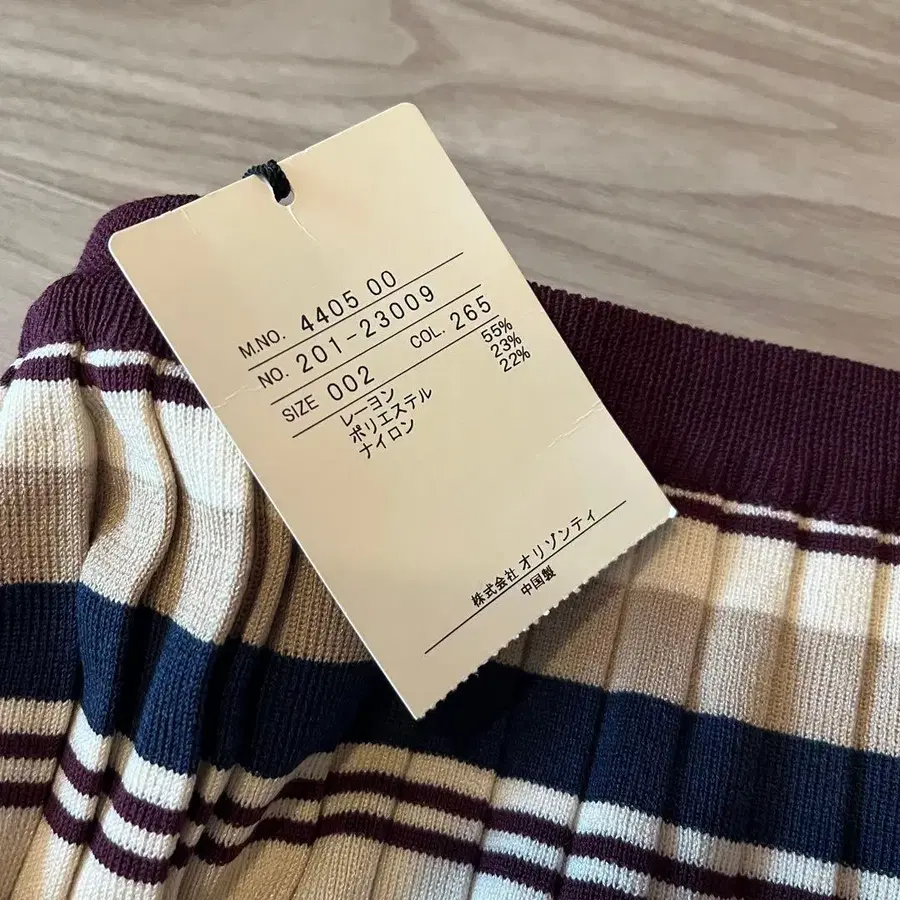 M.NO. 4405 00
NO. 201-23009
SIZE 002 COL. 265
レーヨン 55%
ポリエステル 23%
ナイロン 22%
株式会社 オリゾンティ
中国製